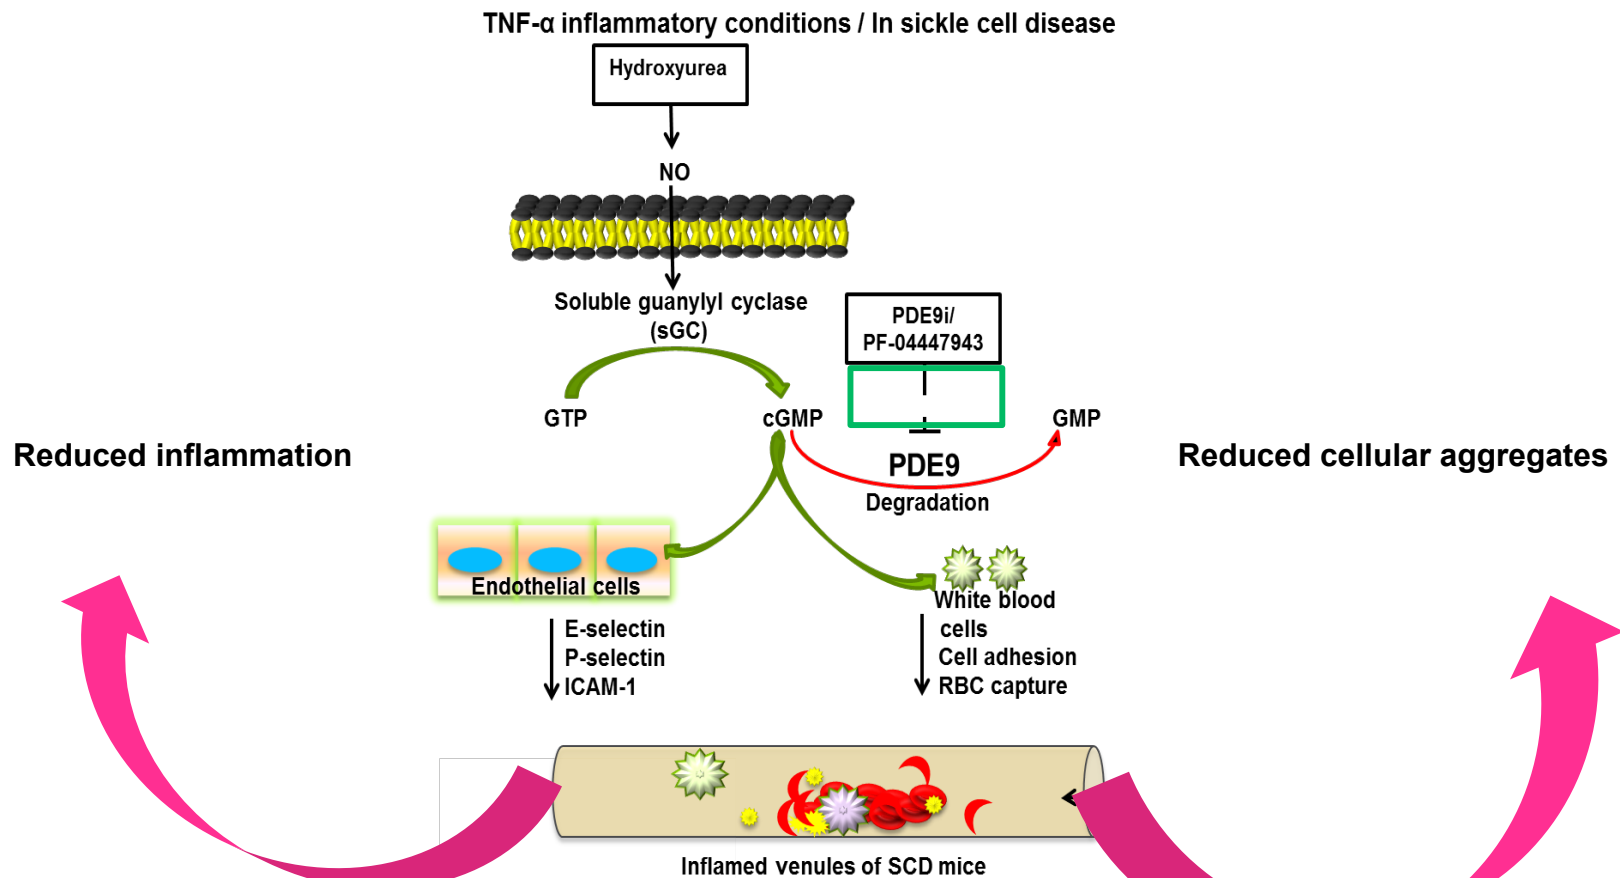 TNF-α inflammatory conditions / In sickle cell disease
Hydroxyurea
NO
Soluble guanylyl cyclase
(sGC)
PDE9i/
PF-04447943
GTP
cGMP
GMP
Reduced inflammation
PDE9
Reduced cellular aggregates
Degradation
Endothelial cells
White blood
cells
E-selectin
P-selectin
ICAM-1
Cell adhesion
RBC capture
Inflamed venules of SCD mice